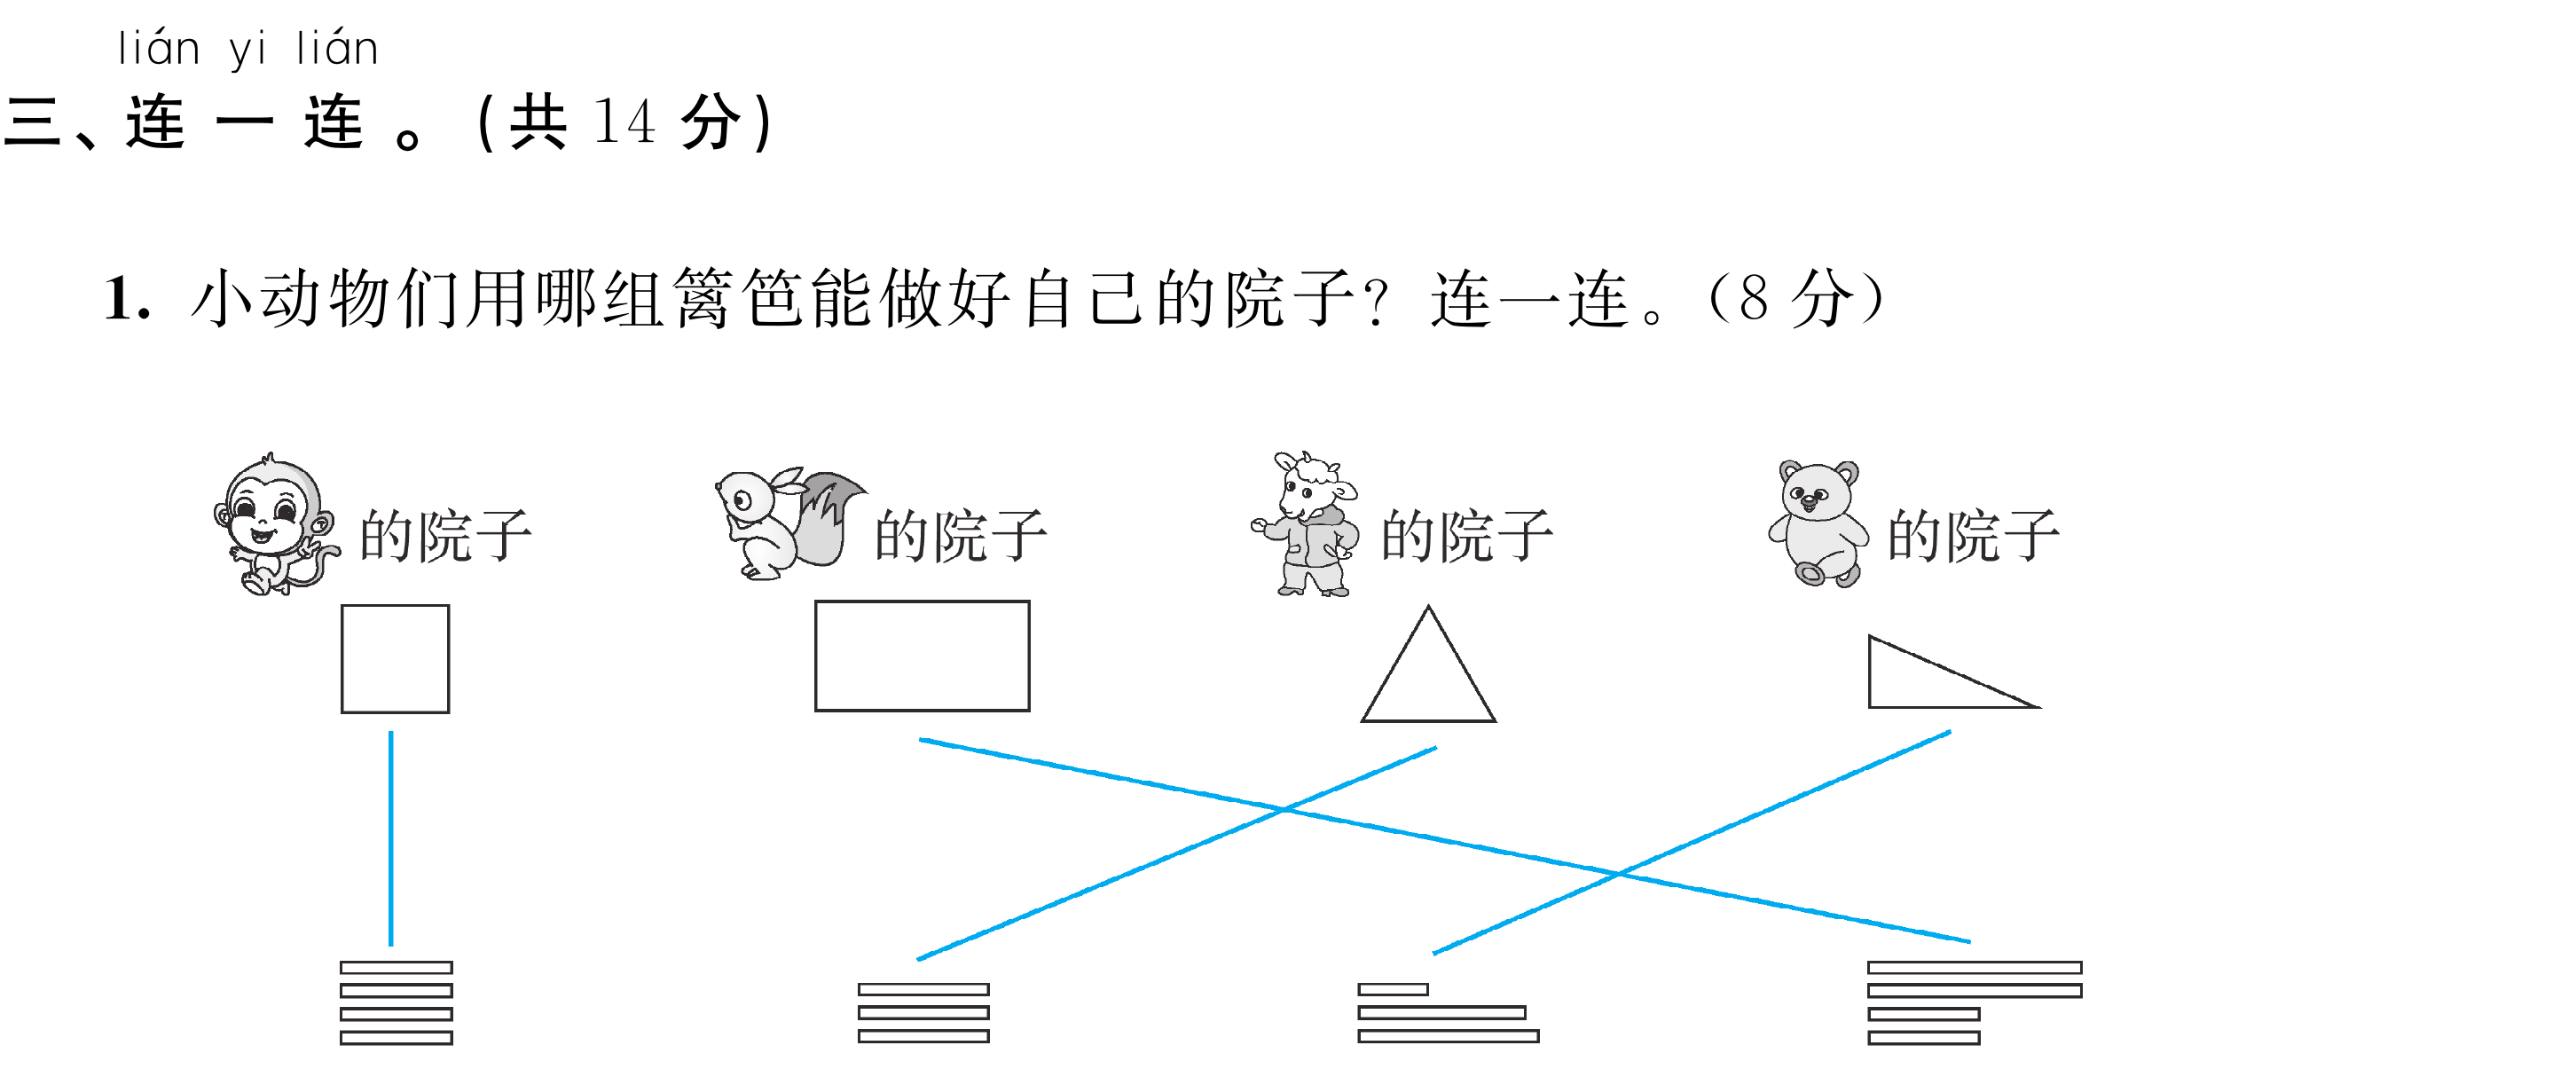 lián yi lián
三、连一连。(共 14 分)
1. 小动物们用哪组篱笆能做好自己的院子？连一连。（8 分）
的院子 的院子 的院子 的院子